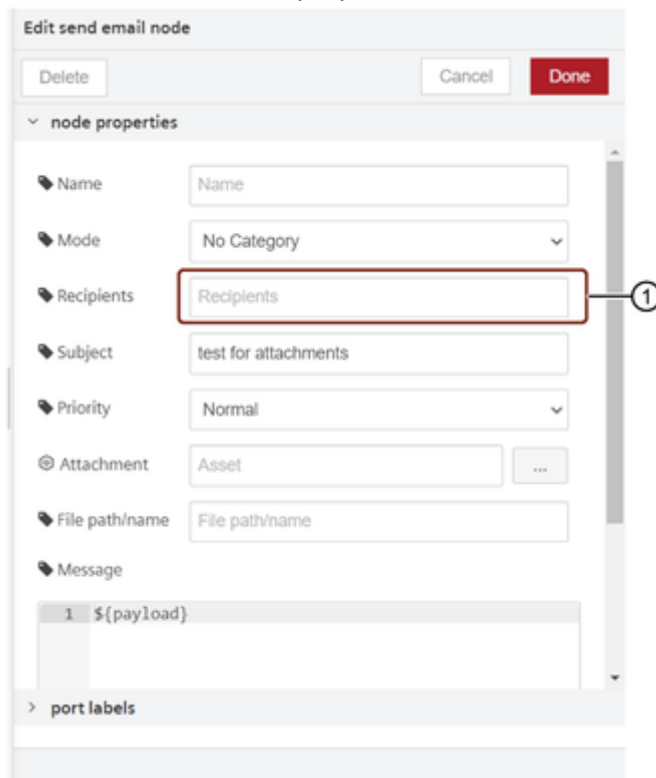 Edit send email node
Delete Cancel Done
node properties
Name Name
Mode No Category
Recipients Recipients
1
Subject test for attachments
Priority Normal
Attachment Asset ...
File path/name File path/name
Message
1 ${payload}
port labels